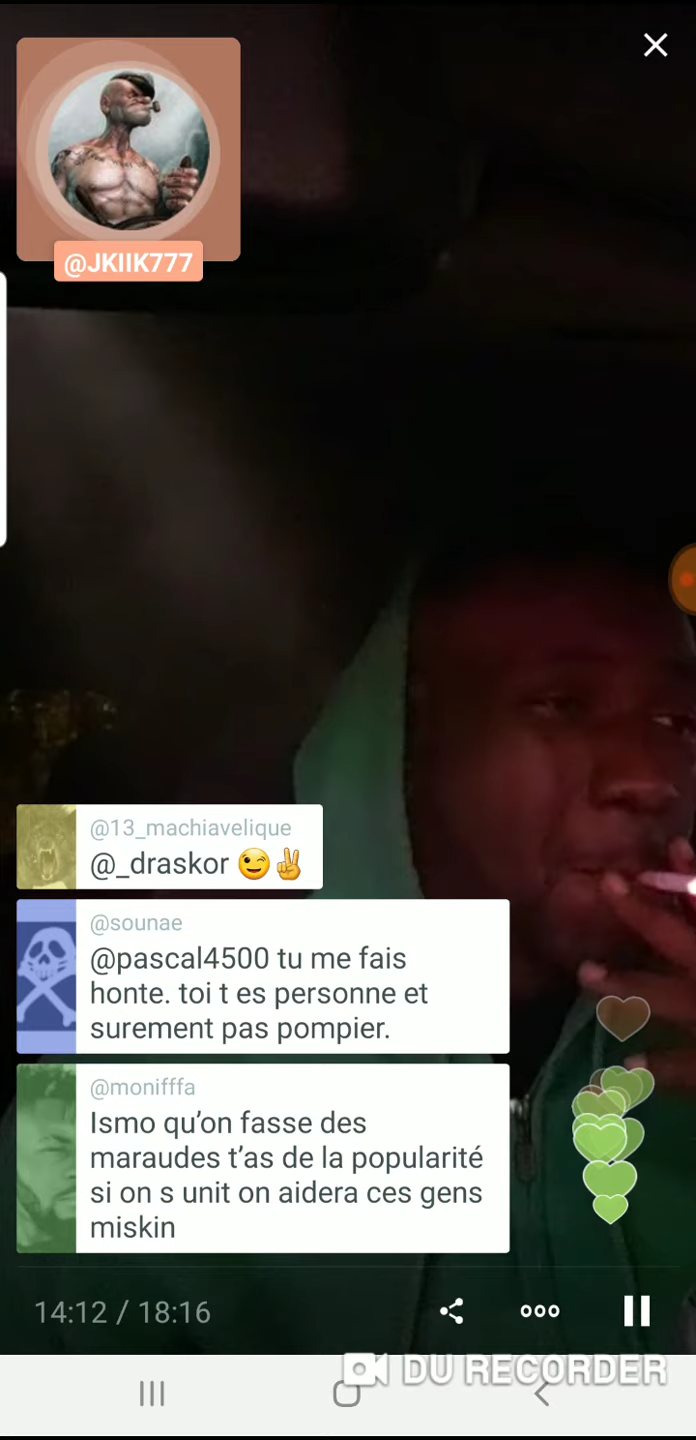 @JKIIK777
@13_machiavelique
@_draskor 😉✌
@sounae
@pascal4500 tu me fais
honte. toi t es personne et
surement pas pompier.
@monifffa
Ismo qu’on fasse des
maraudes t’as de la popularité
si on s unit on aidera ces gens
miskin
14:12 / 18:16
DU RECORDER